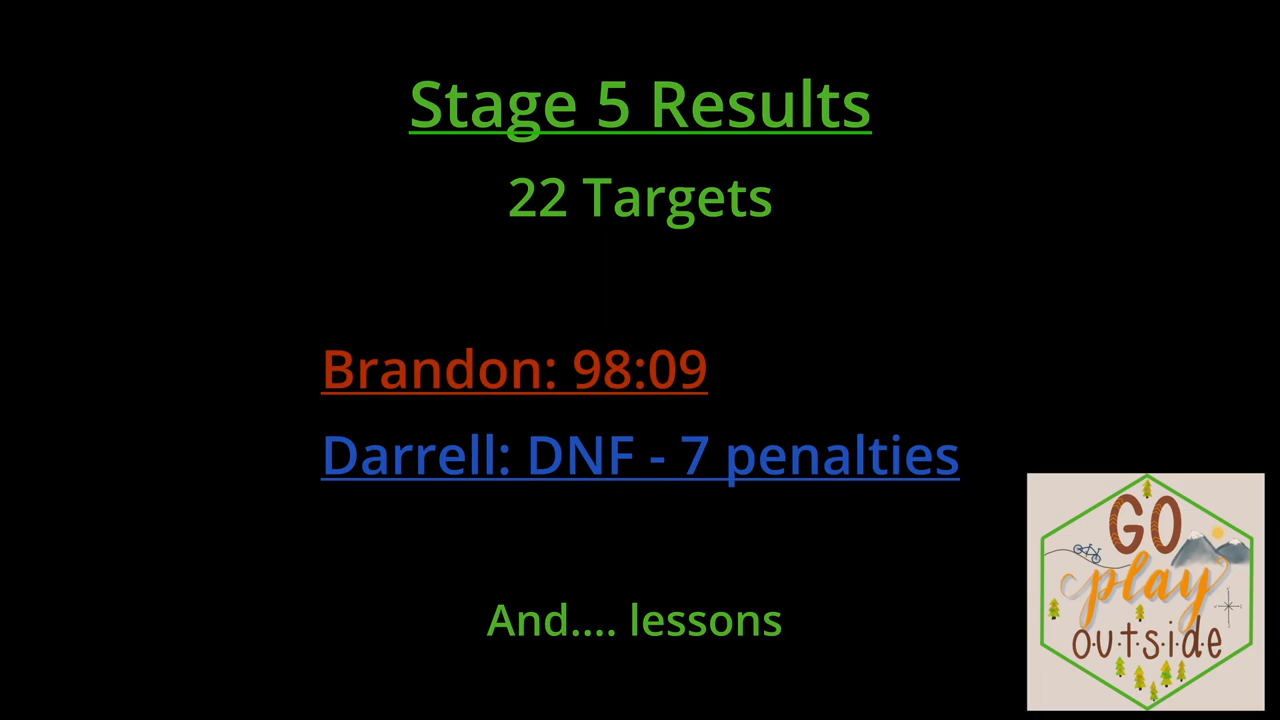 Stage 5 Results
22 Targets
Brandon: 98:09
Darrell: DNF - 7 penalties
And.... lessons
GO
play
outside